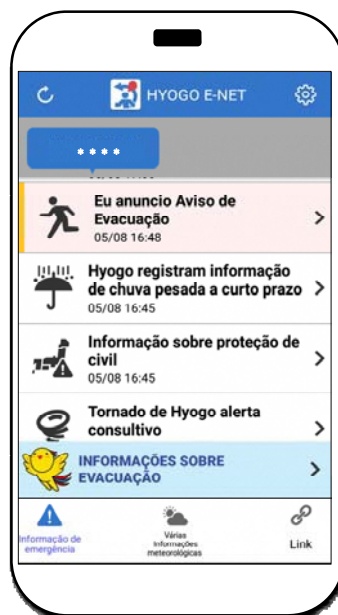 HYOGO E-NET
****
Eu anuncio Aviso de
Evacuação
05/08 16:48
Hyogo registram informação
de chuva pesada a curto prazo
05/08 16:45
Informação sobre proteção de
civil
05/08 16:45
Tornado de Hyogo alerta
consultivo
INFORMAÇÕES SOBRE
EVACUAÇÃO
Informação de
emergência
Várias
Informações
meteorológicas
Link